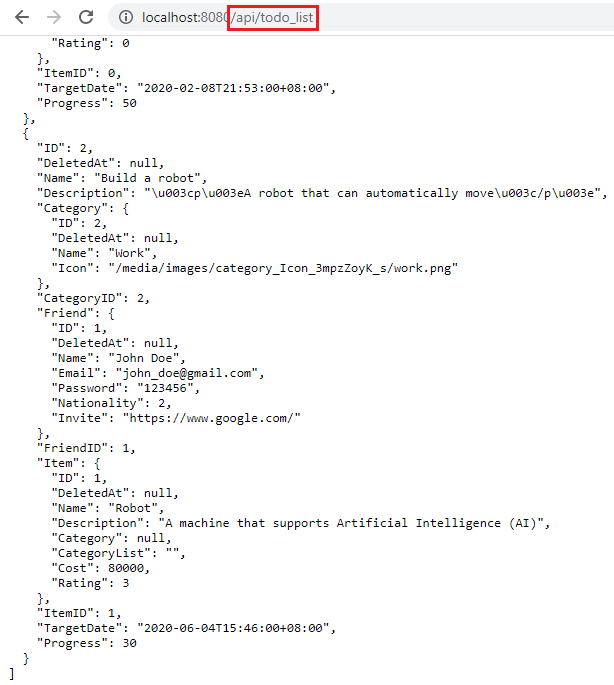 localhost:8080/api/todo_list
"Rating": 0
},
"ItemID": 0,
"TargetDate": "2020-02-08T21:53:00+08:00",
"Progress": 50
},
{
"ID": 2,
"DeletedAt": null,
"Name": "Build a robot",
"Description": "\u003cp\u003eA robot that can automatically move\u003c/p\u003e",
"Category": {
"ID": 2,
"DeletedAt": null,
"Name": "Work",
"Icon": "/media/images/category_Icon_3mpzZoyK_s/work.png"
},
"CategoryID": 2,
"Friend": {
"ID": 1,
"DeletedAt": null,
"Name": "John Doe",
"Email": "john_doe@gmail.com",
"Password": "123456",
"Nationality": 2,
"Invite": "https://www.google.com/"
},
"FriendID": 1,
"Item": {
"ID": 1,
"DeletedAt": null,
"Name": "Robot",
"Description": "A machine that supports Artificial Intelligence (AI)",
"Category": null,
"CategoryList": "",
"Cost": 80000,
"Rating": 3
},
"ItemID": 1,
"TargetDate": "2020-06-04T15:46:00+08:00",
"Progress": 30
}
]